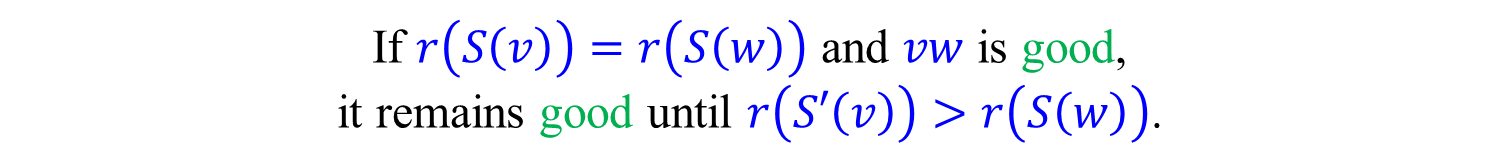 If r(S(v)) = r(S(w)) and vw is good,
it remains good until r(S′(v)) > r(S(w)).